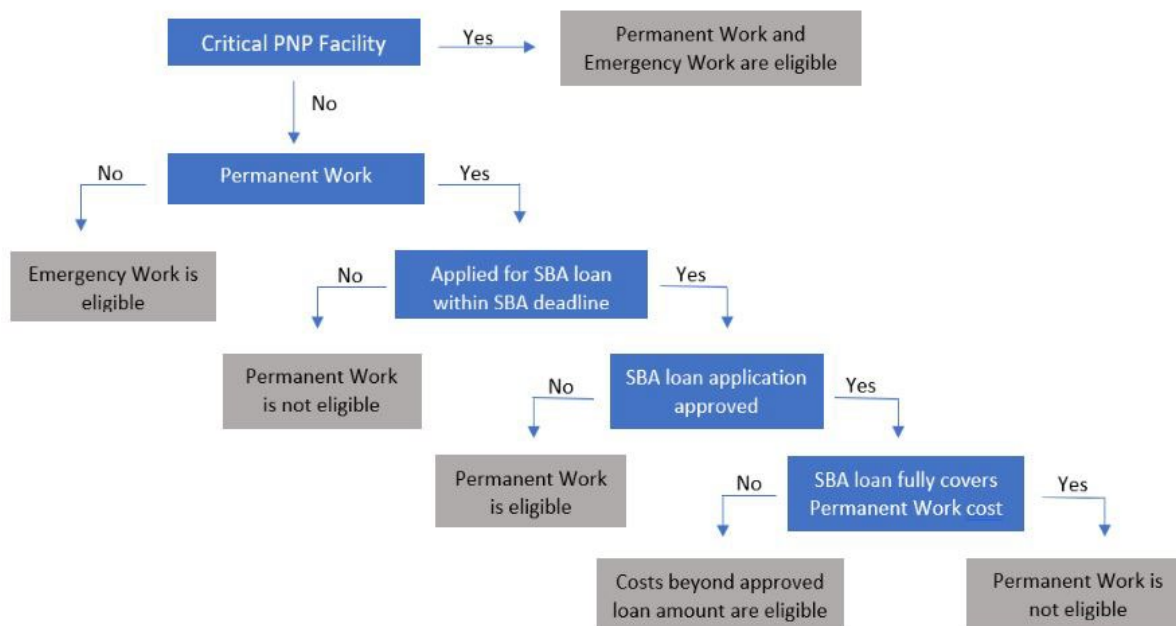 Critical PNP Facility
Yes
Permanent Work and
Emergency Work are eligible
No
No
Permanent Work
Yes
Emergency Work is
eligible
No
Applied for SBA loan
within SBA deadline
Yes
Permanent Work
is not eligible
No
SBA loan application
approved
Yes
Permanent Work
is eligible
No
SBA loan fully covers
Permanent Work cost
Yes
Costs beyond approved
loan amount are eligible
Permanent Work is
not eligible